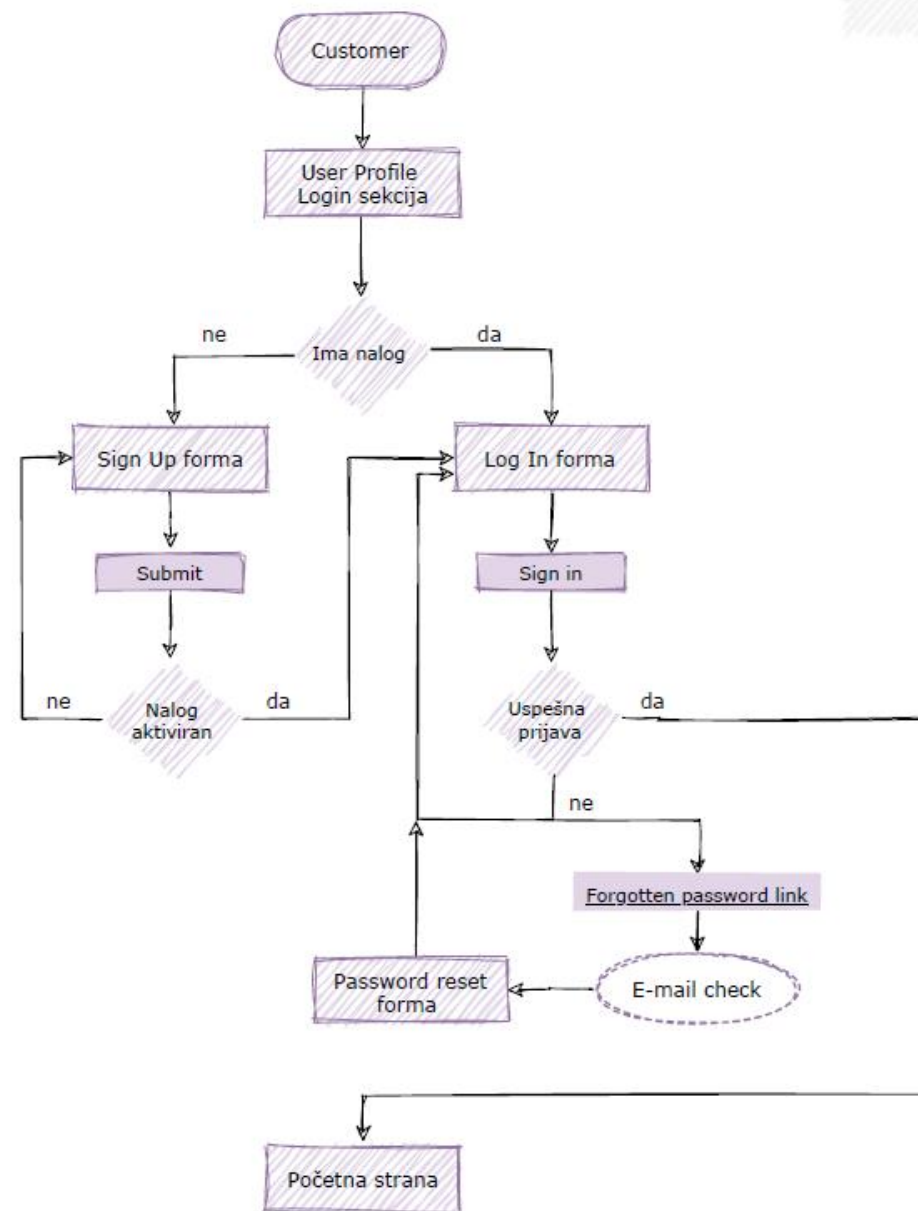 Customer
User Profile
Login sekcija
ne
da
Ima nalog
Sign Up forma
Log In forma
Submit
Sign in
ne
Nalog
aktiviran
da
Uspešna
prijava
da
ne
Forgotten password link
Password reset
forma
E-mail check
Početna strana